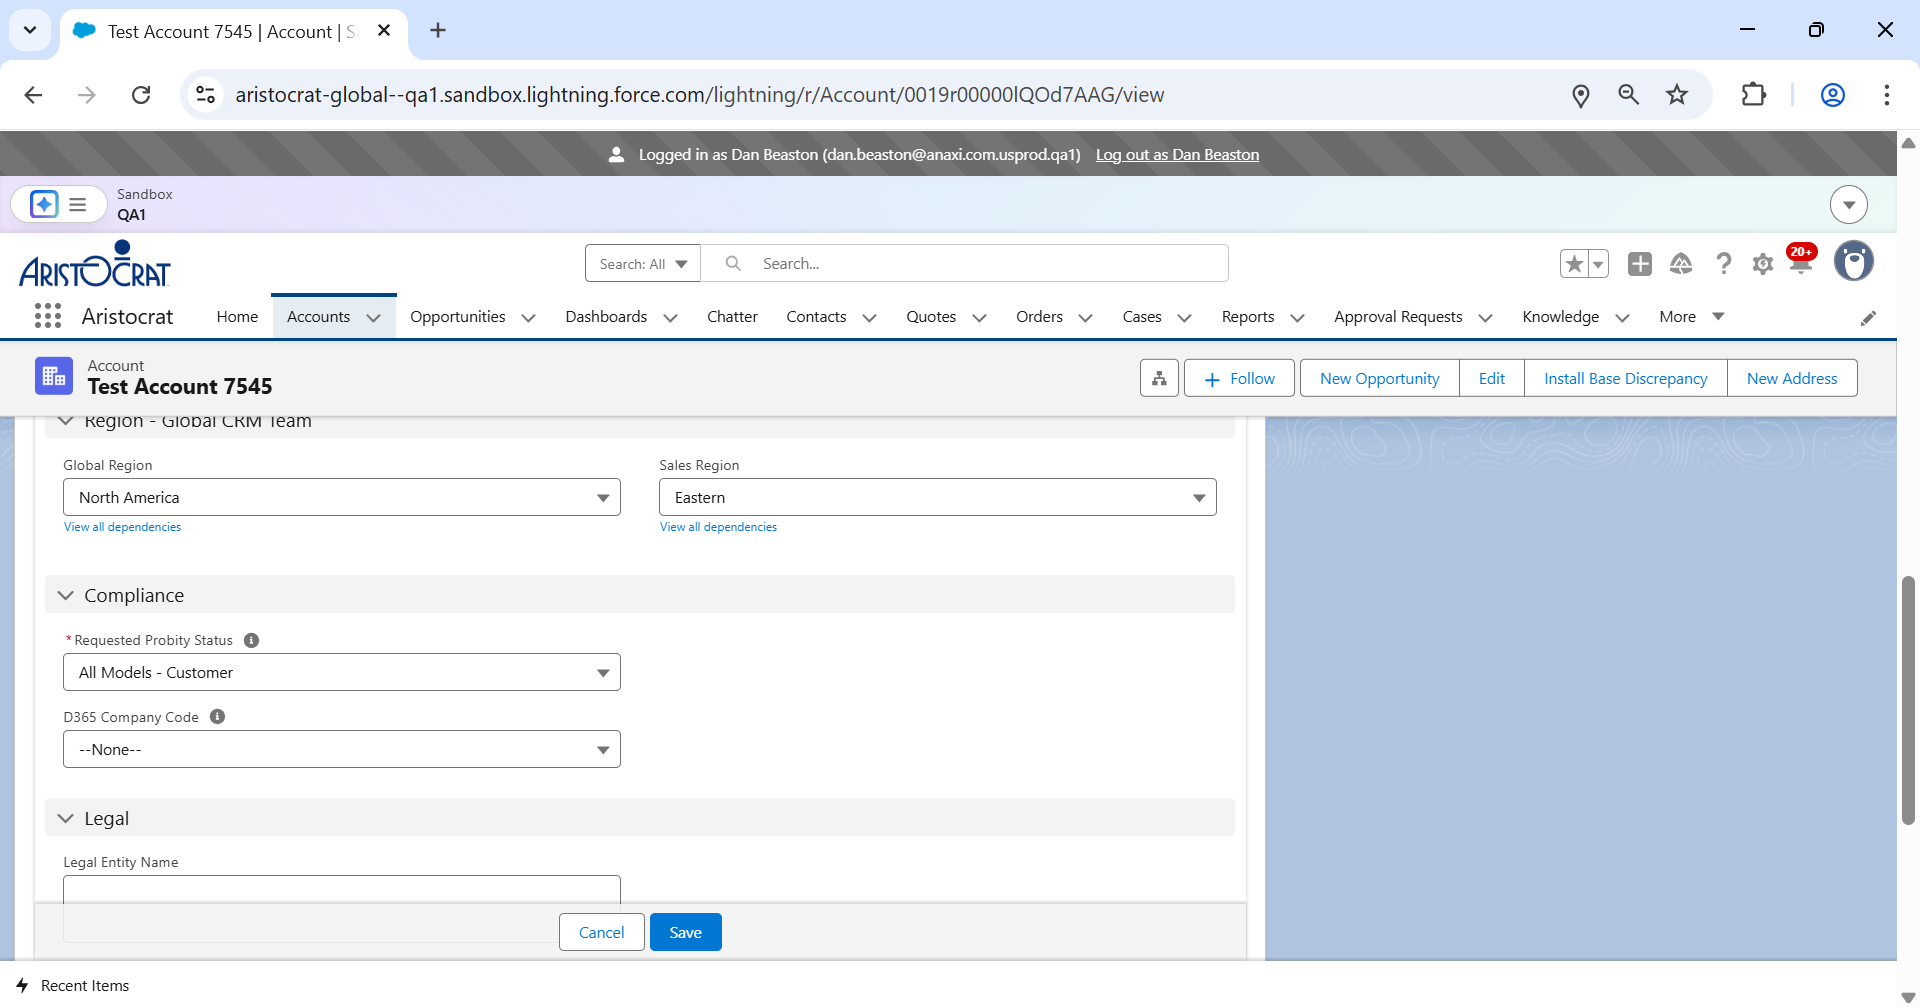 Test Account 7545 | Account | S
aristocrat-global--qa1.sandbox.lightning.force.com/lightning/r/Account/0019r00000lQOd7AAG/view
Logged in as Dan Beaston (dan.beaston@anaxi.com.usprod.qa1) Log out as Dan Beaston
Sandbox
QA1
ARISTOCRAT
Search: All
Search...
20+
Aristocrat
Home
Accounts
Opportunities
Dashboards
Chatter
Contacts
Quotes
Orders
Cases
Reports
Approval Requests
Knowledge
More
Account
Test Account 7545
Follow
New Opportunity
Edit
Install Base Discrepancy
New Address
Region - Global CRM Team
Global Region
Sales Region
North America
Eastern
View all dependencies
View all dependencies
Compliance
*Requested Probity Status
All Models - Customer
D365 Company Code
--None--
Legal
Legal Entity Name
Cancel
Save
Recent Items